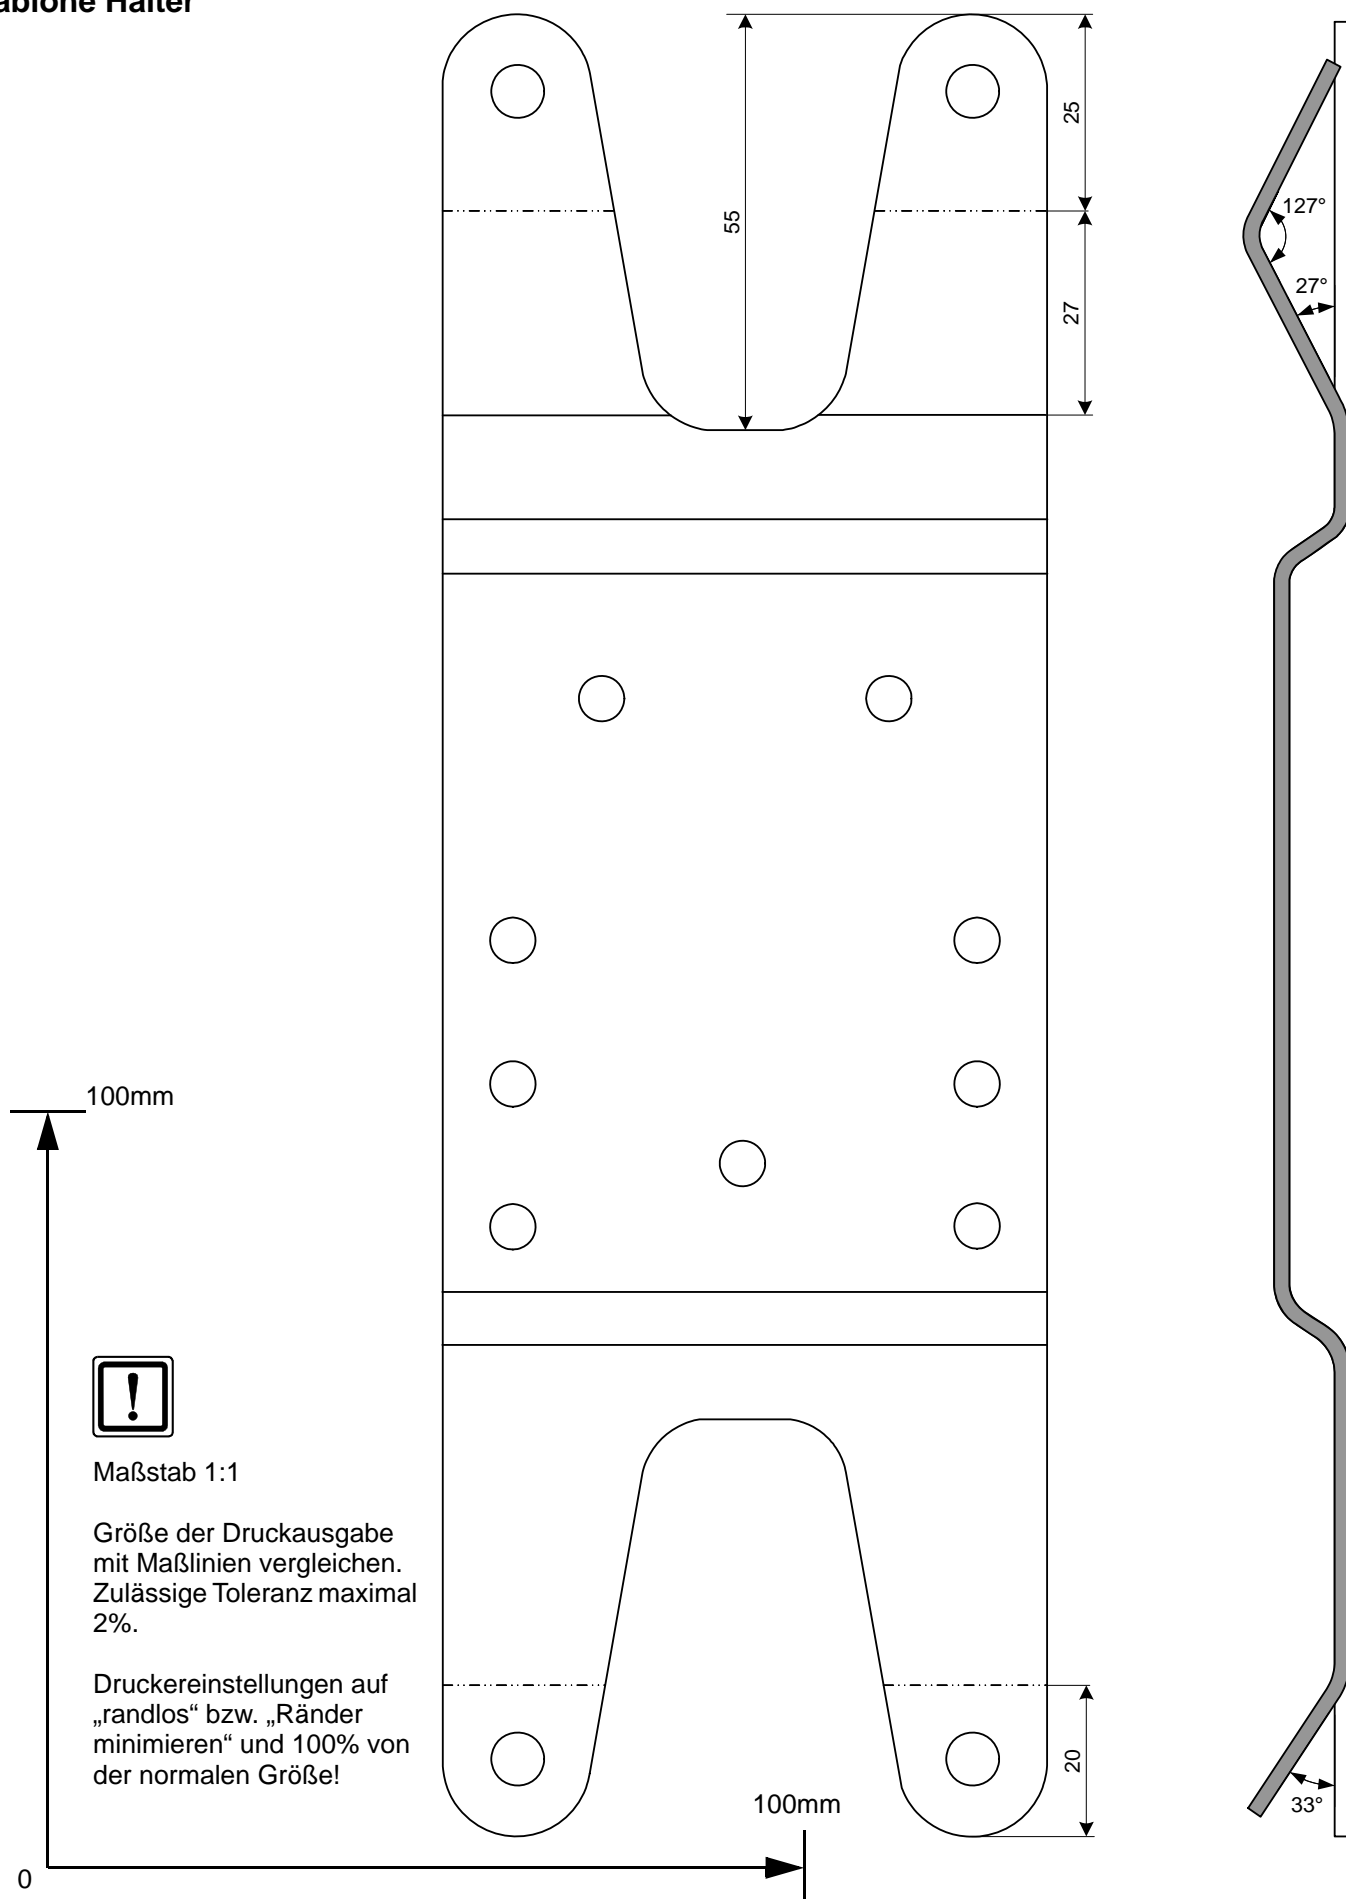 ablone Halter
55
25
27
127°
27°
100mm
Maßstab 1:1
Größe der Druckausgabe
mit Maßlinien vergleichen.
Zulässige Toleranz maximal
2%.
Druckereinstellungen auf
„randlos“ bzw. „Ränder
minimieren“ und 100% von
der normalen Größe!
20
33°
100mm
0